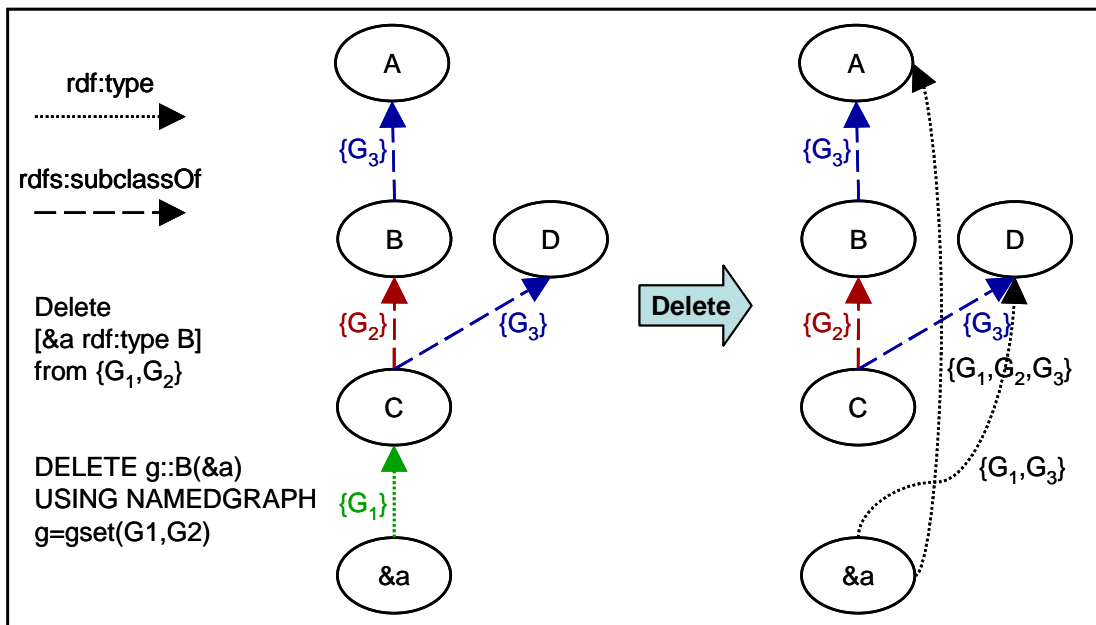 rdf:type
rdfs:subclassOf
Delete
[&a rdf:type B]
from {G₁,G₂}
DELETE g::B(&a)
USING NAMEDGRAPH
g=gset(G1,G2)
A
{G₃}
B
D
{G₂}
{G₃}
C
{G₁}
&a
Delete
A
{G₃}
B
D
{G₂}
{G₃}
{G₁,G₂,G₃}
C
{G₁,G₃}
&a